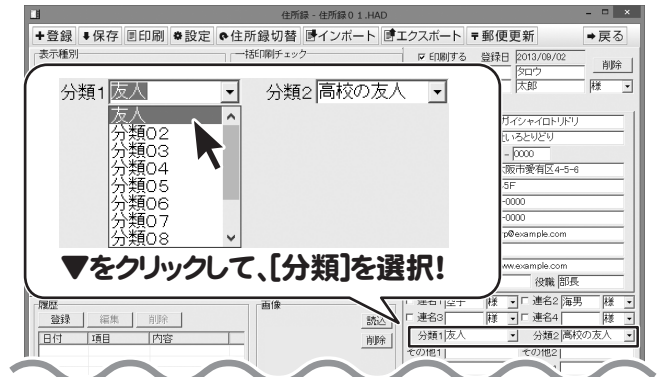 住所録 - 住所録01.HAD
+登録 保存 印刷 設定 住所録切替 インポート エクスポート 〒郵便更新 戻る
表示種別 一括印刷チェック 印刷する 登録日 2013/09/02 削除
タロウ
太郎 様
分類1 友人 分類2 高校の友人
友人
分類02
分類03
分類04
分類05
分類06
分類07
分類08
▼をクリックして、[分類]を選択!
ガイシャイロトリドリ
いろとりどり
- 0000
阪市愛有区4-5-6
5F
-0000
-0000
p@example.com
ww.example.com
役職 部長
履歴 画像 連名1 空子 様 連名2 海男 様
登録 編集 削除 読込 連名3 様 連名4 様
日付 項目 内容 削除 分類1 友人 分類2 高校の友人
その他1 その他2